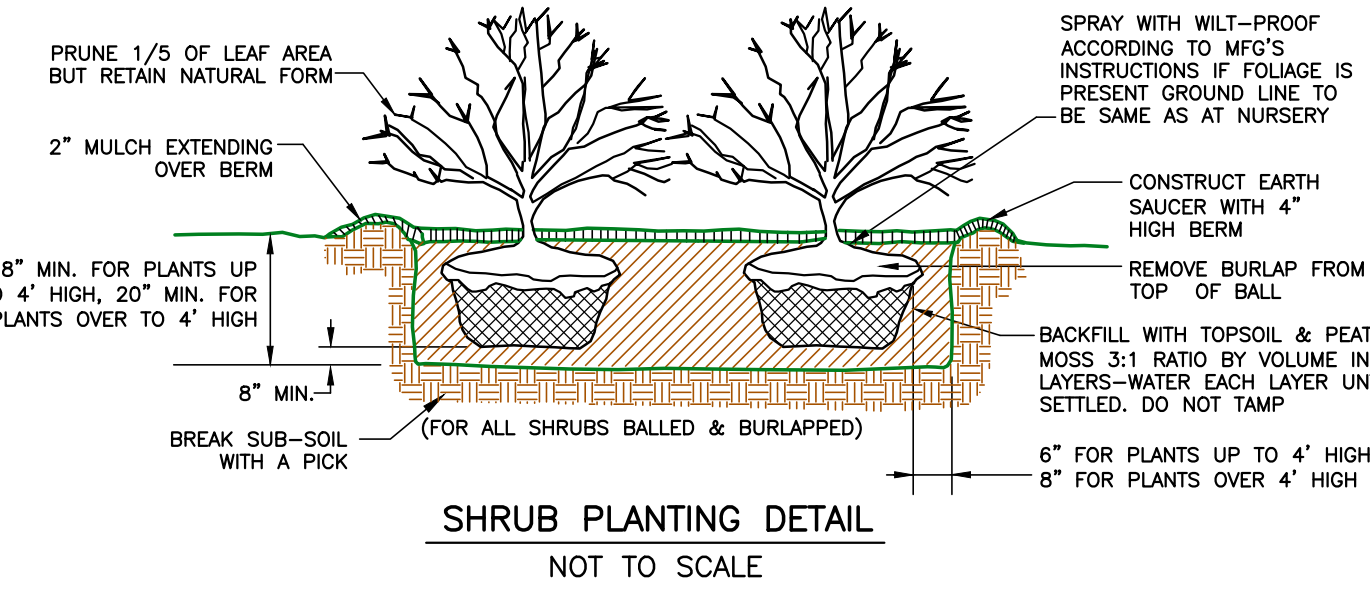 PRUNE 1/5 OF LEAF AREA
BUT RETAIN NATURAL FORM
2" MULCH EXTENDING
OVER BERM
8" MIN. FOR PLANTS UP
4' HIGH, 20" MIN. FOR
PLANTS OVER TO 4' HIGH
8" MIN.
BREAK SUB-SOIL
WITH A PICK
(FOR ALL SHRUBS BALLED & BURLAPPED)
SPRAY WITH WILT-PROOF
ACCORDING TO MFG'S
INSTRUCTIONS IF FOLIAGE IS
PRESENT GROUND LINE TO
BE SAME AS AT NURSERY
CONSTRUCT EARTH
SAUCER WITH 4"
HIGH BERM
REMOVE BURLAP FROM
TOP OF BALL
BACKFILL WITH TOPSOIL & PEAT
MOSS 3:1 RATIO BY VOLUME IN
LAYERS-WATER EACH LAYER UN
SETTLED. DO NOT TAMP
6" FOR PLANTS UP TO 4' HIGH
8" FOR PLANTS OVER 4' HIGH
SHRUB PLANTING DETAIL
NOT TO SCALE